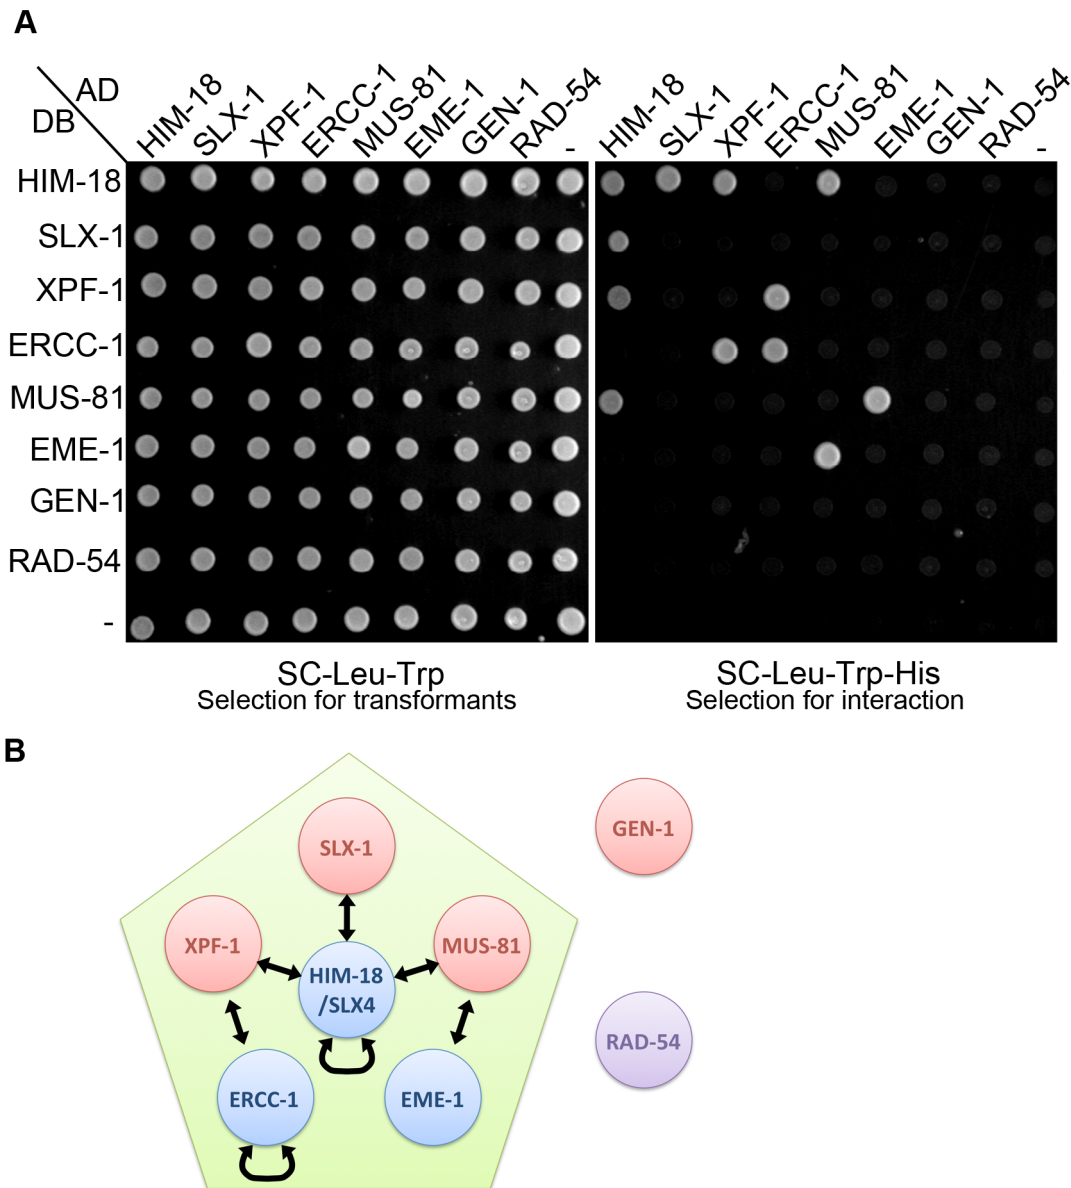 A
AD
DB
HIM-18 SLX-1 XPF-1 ERCC-1 MUS-81 EME-1 GEN-1 RAD-54 -
HIM-18 SLX-1 XPF-1 ERCC-1 MUS-81 EME-1 GEN-1 RAD-54 -
HIM-18
SLX-1
XPF-1
ERCC-1
MUS-81
EME-1
GEN-1
RAD-54
-
SC-Leu-Trp
Selection for transformants
SC-Leu-Trp-His
Selection for interaction
B
SLX-1
GEN-1
XPF-1
MUS-81
HIM-18
/SLX4
RAD-54
ERCC-1
EME-1